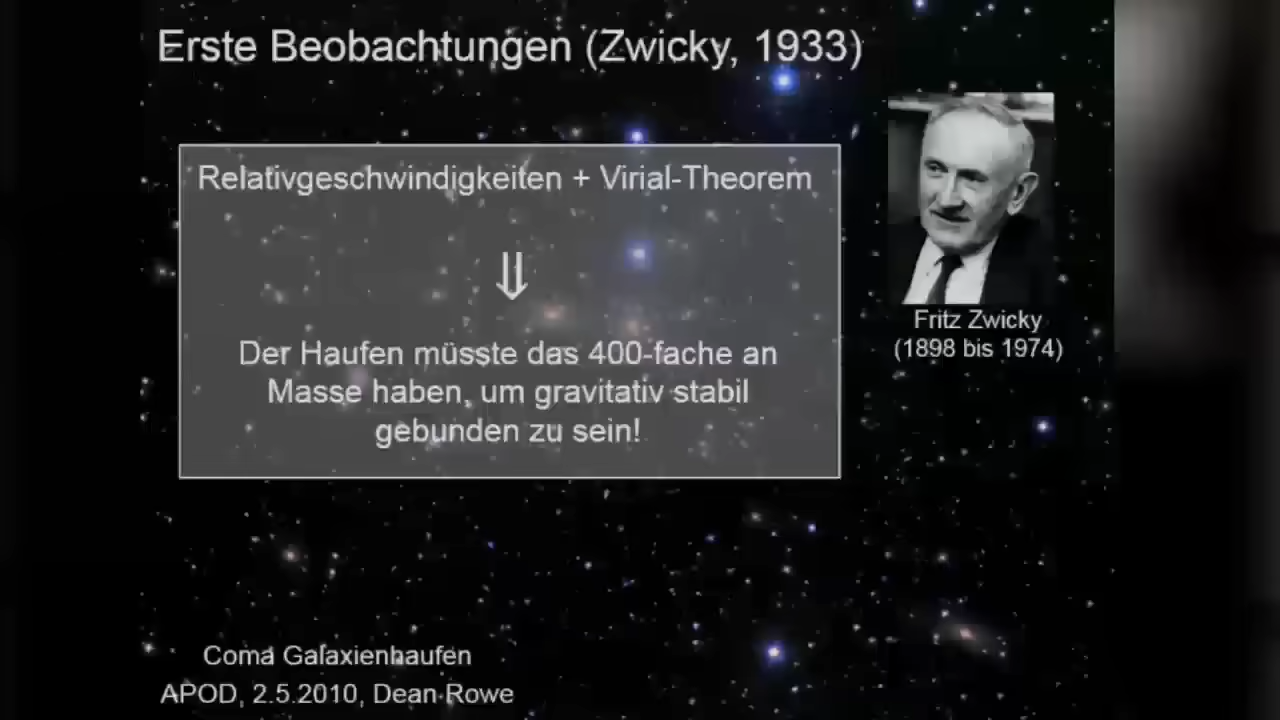 Erste Beobachtungen (Zwicky, 1933)
Relativgeschwindigkeiten + Virial-Theorem
⇓
Der Haufen müsste das 400-fache an
Masse haben, um gravitativ stabil
gebunden zu sein!
Fritz Zwicky
(1898 bis 1974)
Coma Galaxienhaufen
APOD, 2.5.2010, Dean Rowe